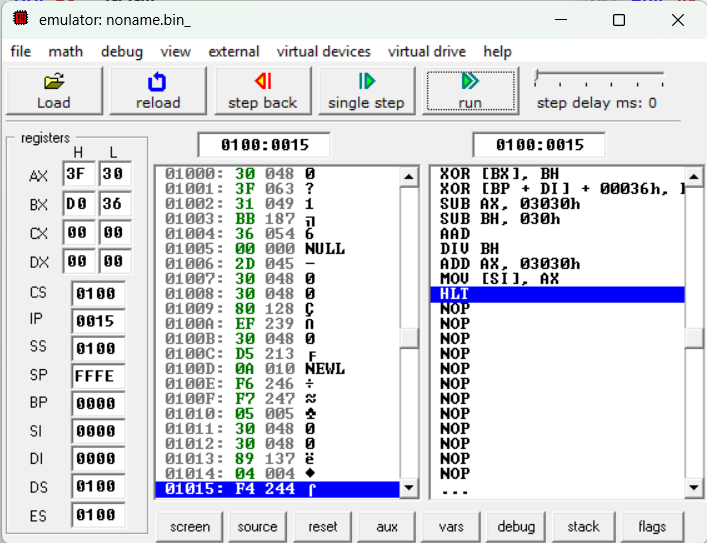 emulator: noname.bin_
file math debug view external virtual devices virtual drive help
Load reload step back single step run step delay ms: 0
registers
H L
AX 3F 30
BX D0 36
CX 00 00
DX 00 00
CS 0100
IP 0015
SS 0100
SP FFFE
BP 0000
SI 0000
DI 0000
DS 0100
ES 0100
0100:0015
01000: 30 048 0
01001: 3F 063 ?
01002: 31 049 1
01003: BB 187 ╗
01004: 36 054 6
01005: 00 000 NULL
01006: 2D 045 -
01007: 30 048 0
01008: 30 048 0
01009: 80 128 Ç
0100A: EF 239 ∩
0100B: 30 048 0
0100C: D5 213 ╒
0100D: 0A 010 NEWL
0100E: F6 246 ÷
0100F: F7 247 ≈
01010: 05 005 ♣
01011: 30 048 0
01012: 30 048 0
01013: 89 137 ë
01014: 04 004 ♦
01015: F4 244 ⌠
0100:0015
XOR [BX], BH
XOR [BP + DI] + 00036h,
SUB AX, 03030h
SUB BH, 030h
AAD
DIV BH
ADD AX, 03030h
MOV [SI], AX
HLT
NOP
NOP
NOP
NOP
NOP
NOP
NOP
NOP
NOP
NOP
NOP
NOP
...
screen source reset aux vars debug stack flags